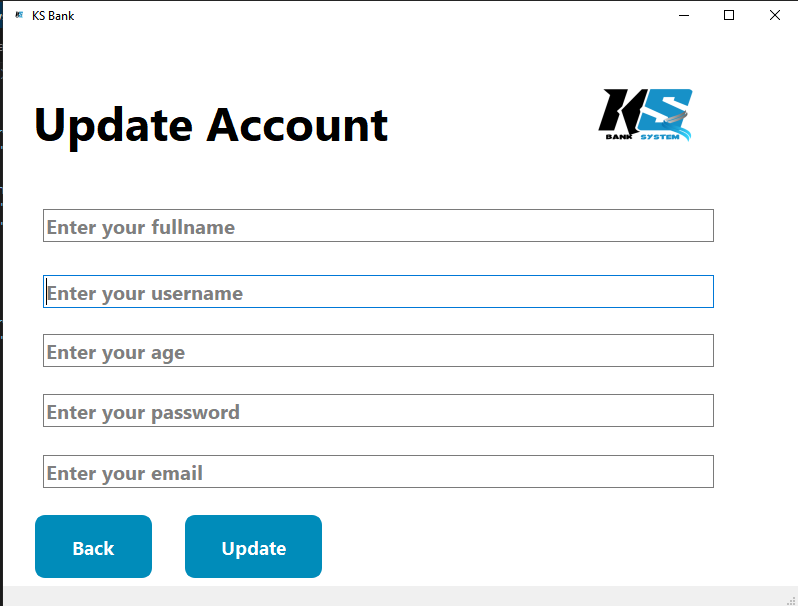 KS Bank
Update Account
KS
BANK SYSTEM
Enter your fullname
Enter your username
Enter your age
Enter your password
Enter your email
Back Update